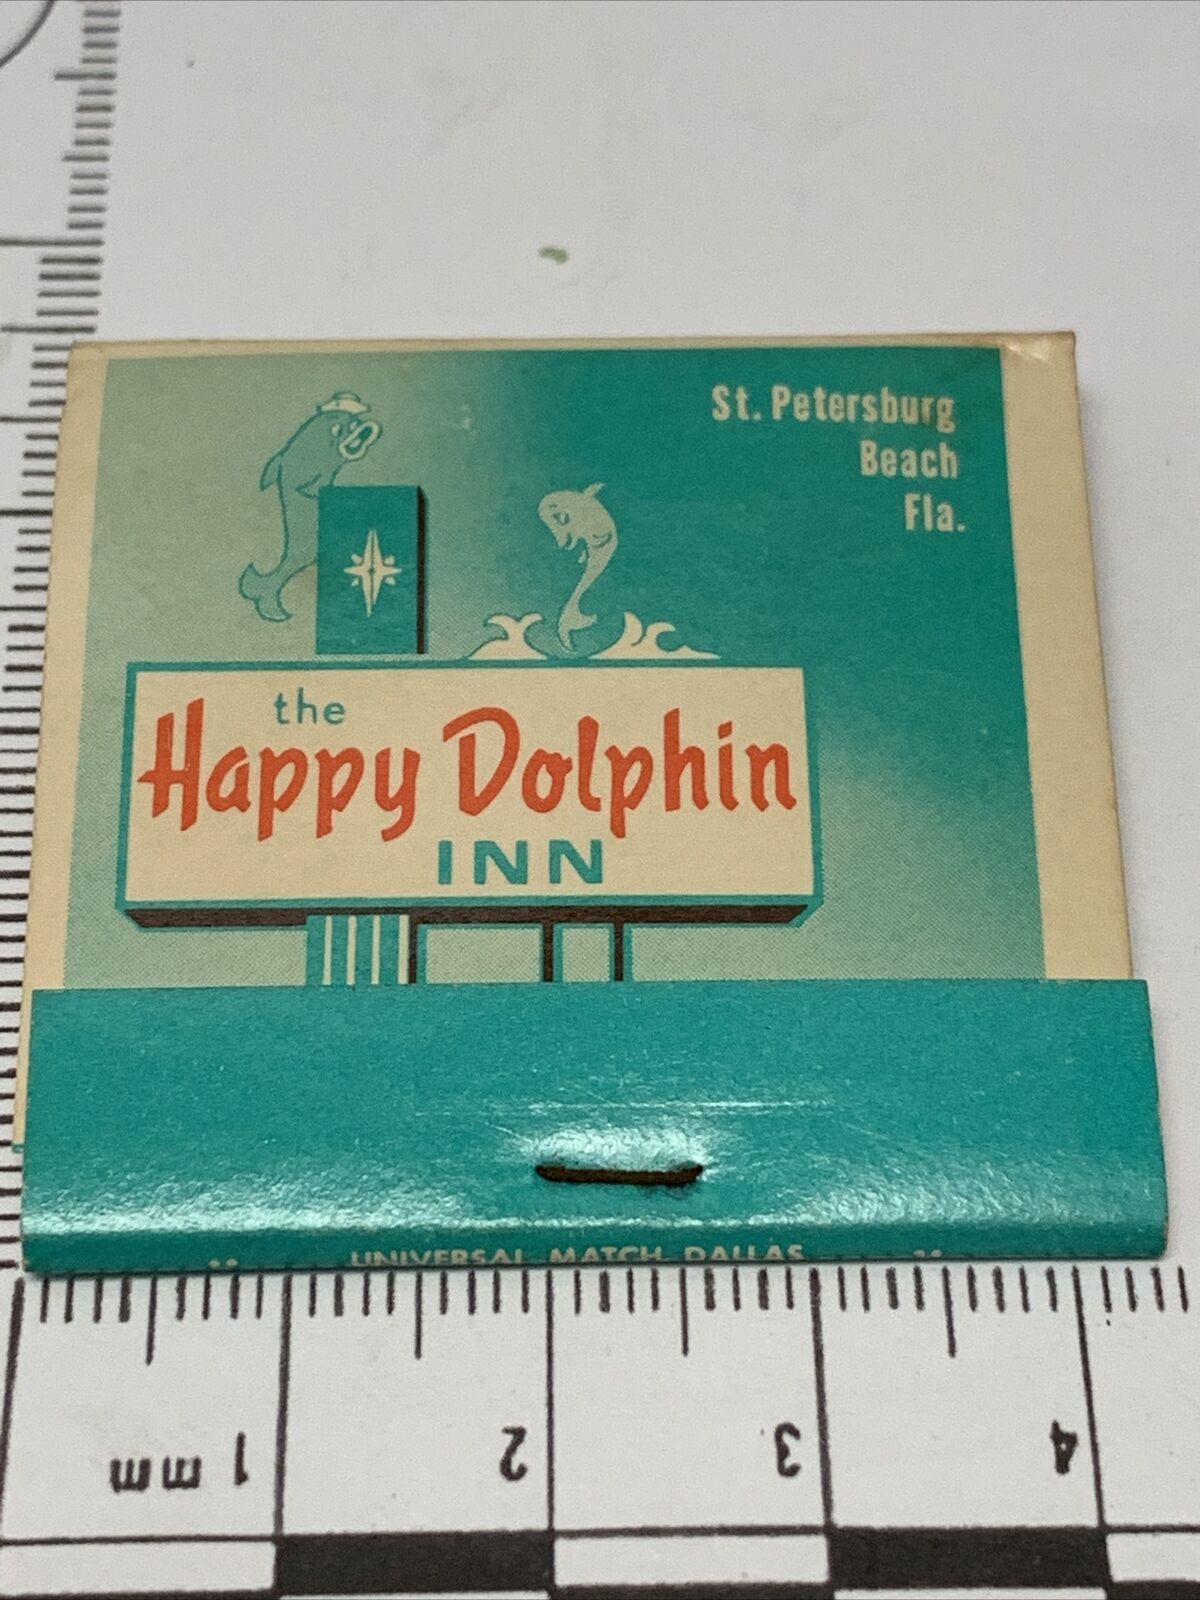 St. Petersburg
Beach
Fla.
the
Happy Dolphin
INN
UNIVERSAL MATCH DALLAS
1 mm
2
3
4